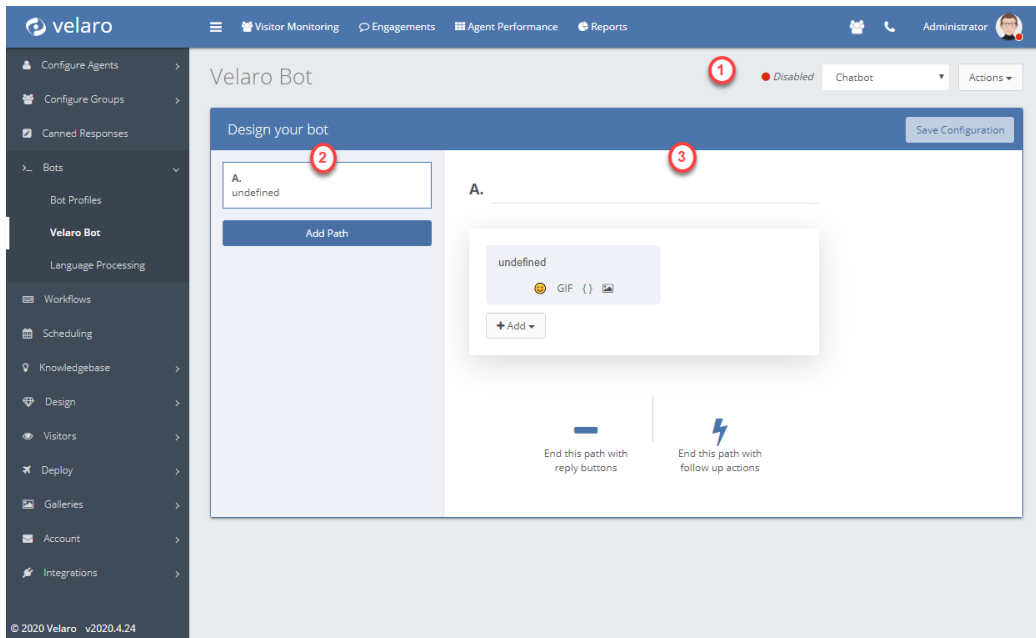 velaro
Visitor Monitoring
Engagements
Agent Performance
Reports
Administrator
Configure Agents
Configure Groups
Canned Responses
Bots
Bot Profiles
Velaro Bot
Language Processing
Workflows
Scheduling
Knowledgebase
Design
Visitors
Deploy
Galleries
Account
Integrations
© 2020 Velaro v2020.4.24
Velaro Bot
1
Disabled
Chatbot
Actions
Design your bot
Save Configuration
2
A.
undefined
Add Path
3
A.
undefined
GIF { }
+ Add
End this path with
reply buttons
End this path with
follow up actions